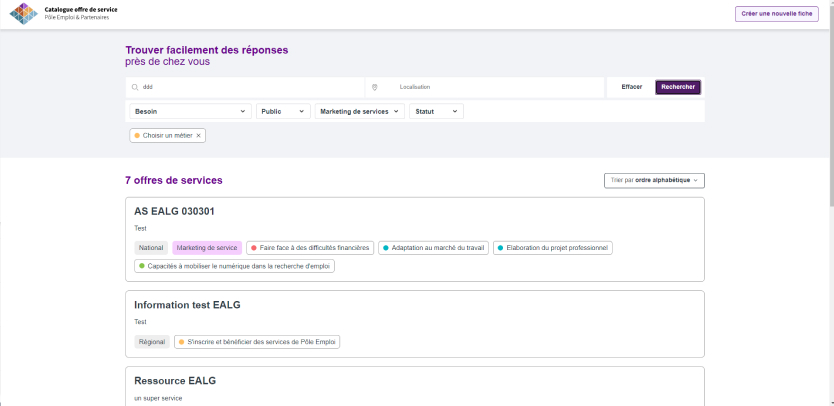 Catalogue offre de service
Pôle Emploi & Partenaires
Créer une nouvelle fiche
Trouver facilement des réponses
près de chez vous
ddd
Localisation
Effacer
Rechercher
Besoin
Public
Marketing de services
Statut
Choisir un métier ×
7 offres de services
Trier par ordre alphabétique
AS EALG 030301
Test
National
Marketing de service
Faire face à des difficultés financières
Adaptation au marché du travail
Elaboration du projet professionnel
Capacités à mobiliser le numérique dans la recherche d'emploi
Information test EALG
Test
Régional
S'inscrire et bénéficier des services de Pôle Emploi
Ressource EALG
un super service